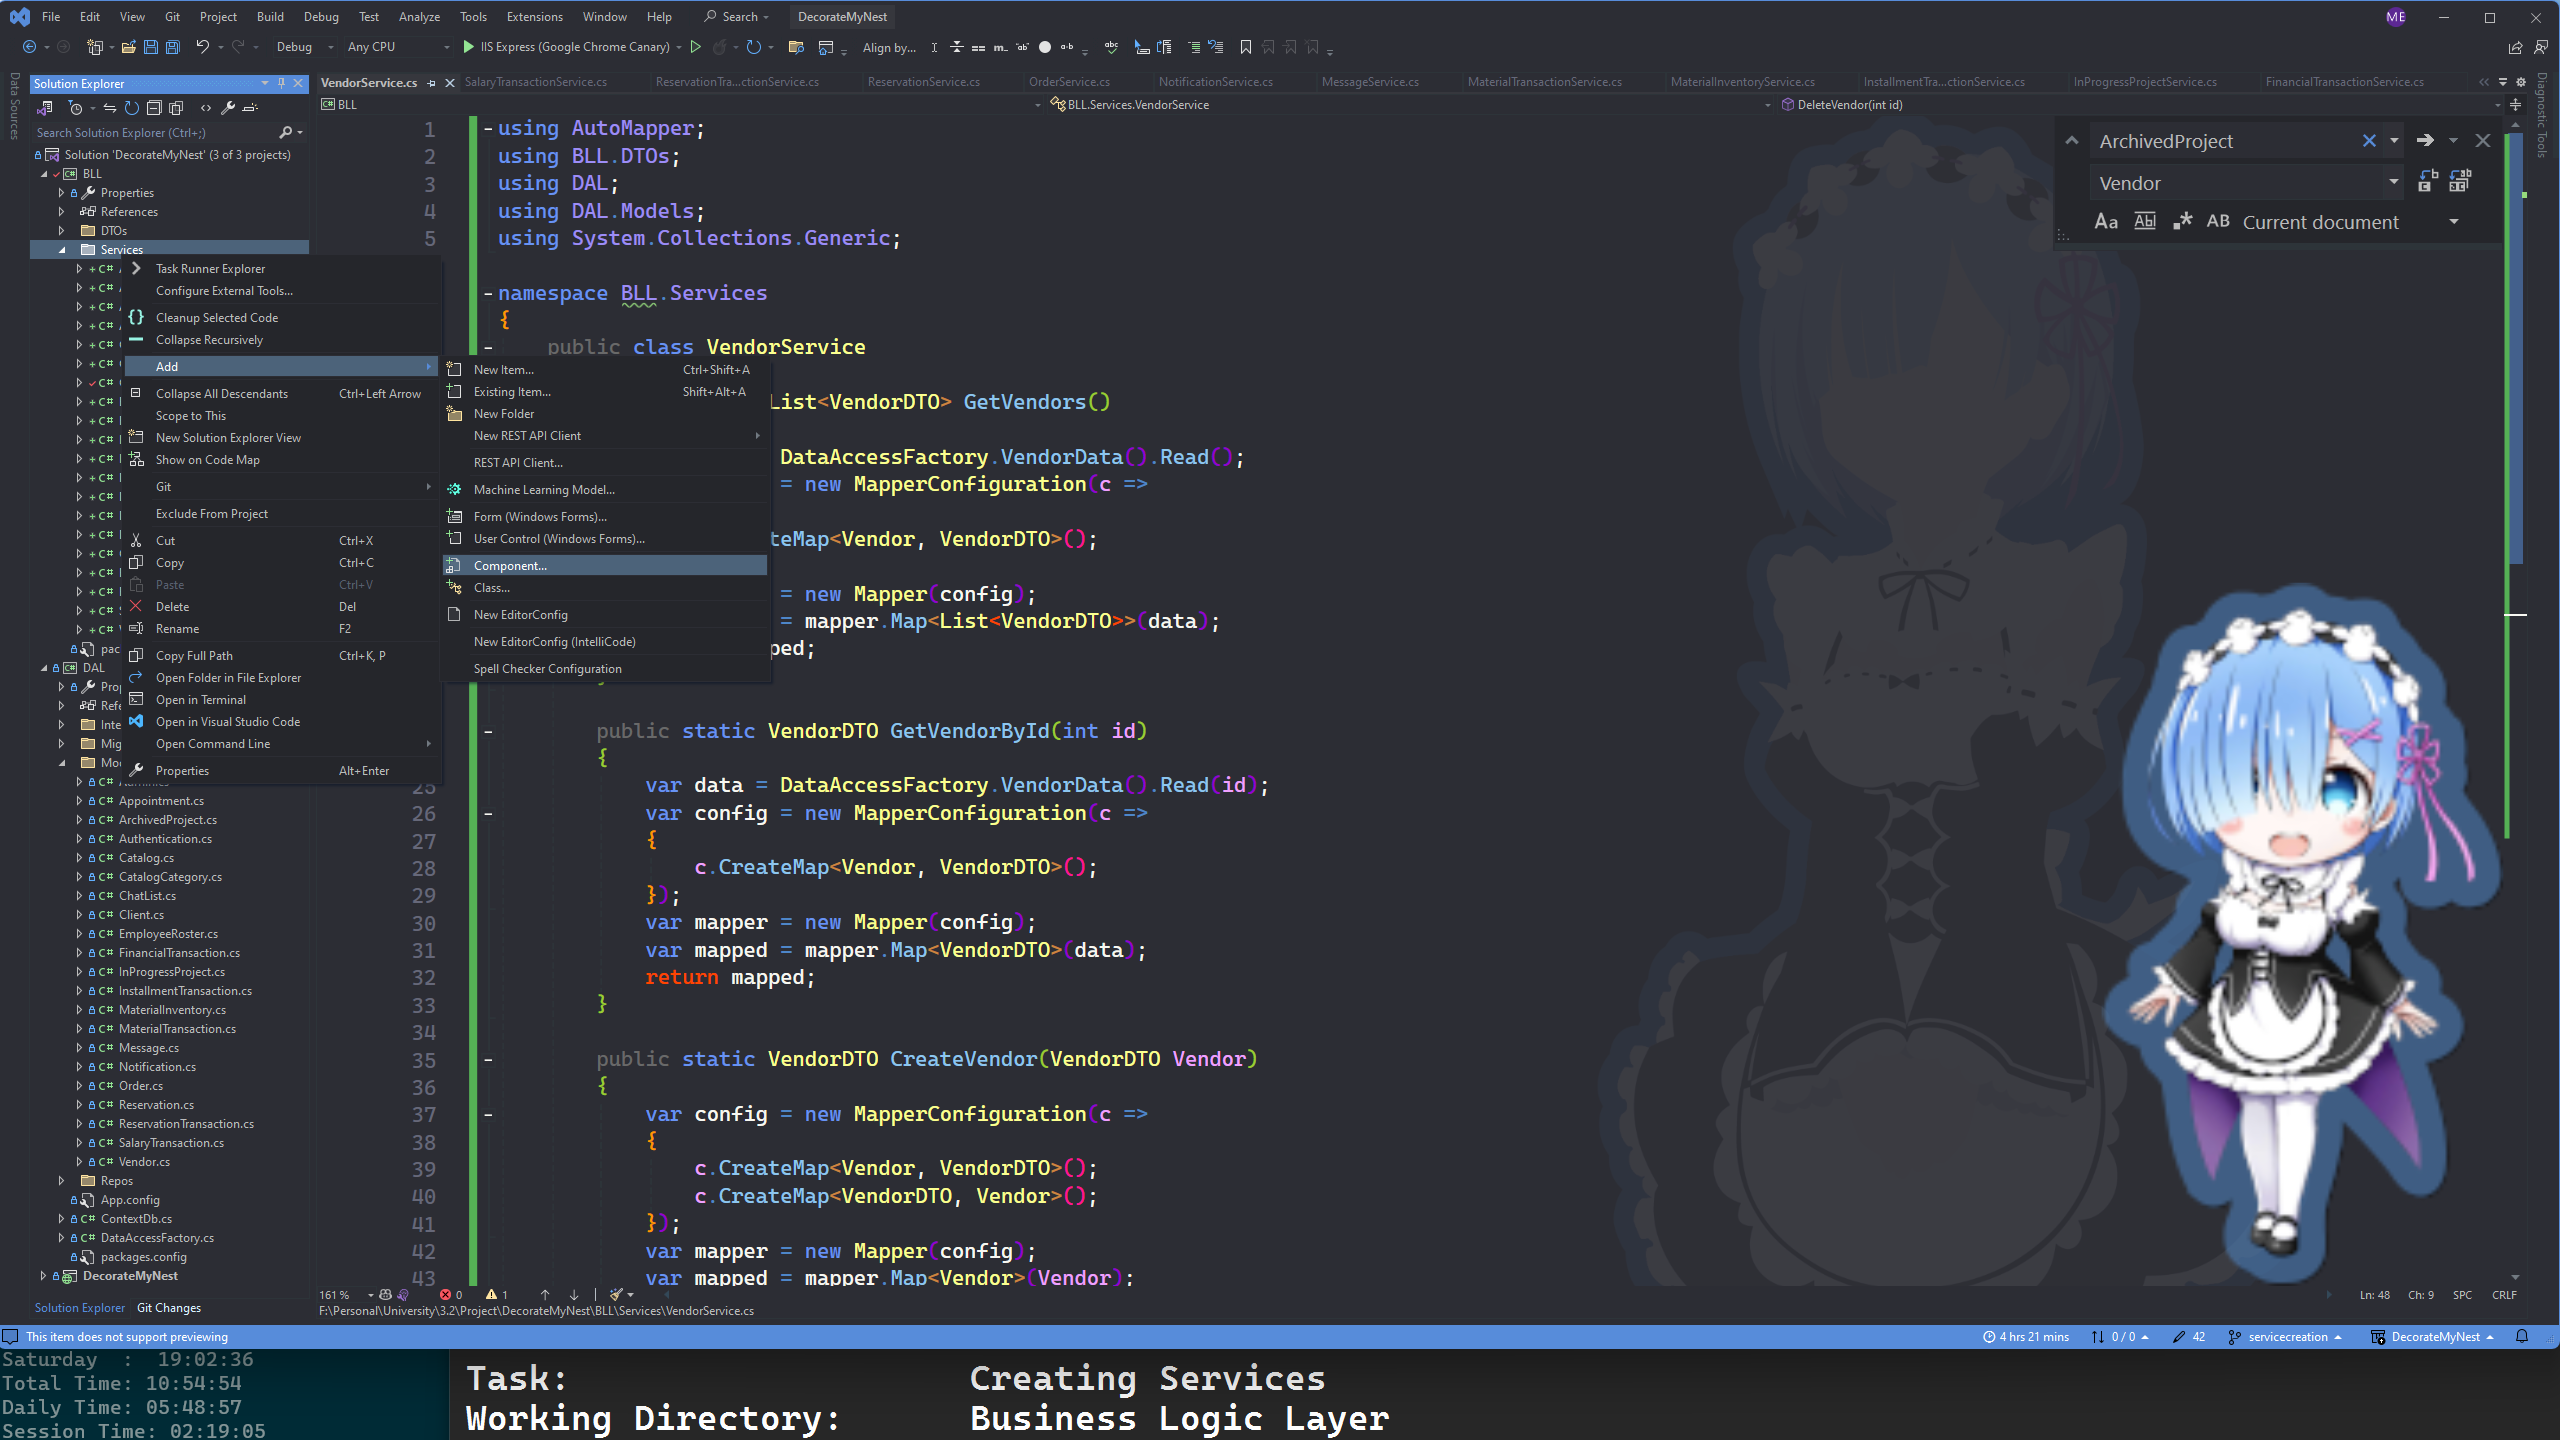 File Edit View Git Project Build Debug Test Analyze Tools Extensions Window Help Search DecorateMyNest ME
Debug Any CPU IIS Express (Google Chrome Canary) Align by...
Data Sources
Solution Explorer
Search Solution Explorer (Ctrl+;)
Solution 'DecorateMyNest' (3 of 3 projects)
BLL
Properties
References
DTOs
Services
Task Runner Explorer
Configure External Tools...
Cleanup Selected Code
Collapse Recursively
Add
Collapse All Descendants Ctrl+Left Arrow
Scope to This
New Solution Explorer View
Show on Code Map
Git
Exclude From Project
Cut Ctrl+X
Copy Ctrl+C
Paste Ctrl+V
Delete Del
Rename F2
Copy Full Path Ctrl+K, P
Open Folder in File Explorer
Open in Terminal
Open in Visual Studio Code
Open Command Line
Properties Alt+Enter
New Item... Ctrl+Shift+A
Existing Item... Shift+Alt+A
New Folder
New REST API Client
REST API Client...
Machine Learning Model...
Form (Windows Forms)...
User Control (Windows Forms)...
Component...
Class...
New EditorConfig
New EditorConfig (IntelliCode)
Spell Checker Configuration
pac
DAL
Prop
Refe
Inte
Mig
Mod
Appointment.cs
ArchivedProject.cs
Authentication.cs
Catalog.cs
CatalogCategory.cs
ChatList.cs
Client.cs
EmployeeRoster.cs
FinancialTransaction.cs
InProgressProject.cs
InstallmentTransaction.cs
MaterialInventory.cs
MaterialTransaction.cs
Message.cs
Notification.cs
Order.cs
Reservation.cs
ReservationTransaction.cs
SalaryTransaction.cs
Vendor.cs
Repos
App.config
ContextDb.cs
DataAccessFactory.cs
packages.config
DecorateMyNest
Solution Explorer Git Changes
VendorService.cs SalaryTransactionService.cs ReservationTra...ctionService.cs ReservationService.cs OrderService.cs NotificationService.cs MessageService.cs MaterialTransactionService.cs MaterialInventoryService.cs InstallmentTra...ctionService.cs InProgressProjectService.cs FinancialTransactionService.cs
BLL BLL.Services.VendorService DeleteVendor(int id)
Diagnostic Tools
ArchivedProject
Vendor
Aa Abl .* AB Current document
1 using AutoMapper;
2 using BLL.DTOs;
3 using DAL;
4 using DAL.Models;
5 using System.Collections.Generic;
namespace BLL.Services
{
public class VendorService
List<VendorDTO> GetVendors()
DataAccessFactory.VendorData().Read();
= new MapperConfiguration(c =>
teMap<Vendor, VendorDTO>();
= new Mapper(config);
= mapper.Map<List<VendorDTO>>(data);
ped;
public static VendorDTO GetVendorById(int id)
{
25 var data = DataAccessFactory.VendorData().Read(id);
26 var config = new MapperConfiguration(c =>
27 {
28 c.CreateMap<Vendor, VendorDTO>();
29 });
30 var mapper = new Mapper(config);
31 var mapped = mapper.Map<VendorDTO>(data);
32 return mapped;
33 }
34
35 public static VendorDTO CreateVendor(VendorDTO Vendor)
36 {
37 var config = new MapperConfiguration(c =>
38 {
39 c.CreateMap<Vendor, VendorDTO>();
40 c.CreateMap<VendorDTO, Vendor>();
41 });
42 var mapper = new Mapper(config);
43 var mapped = mapper.Map<Vendor>(Vendor);
161 % 0 1 Ln: 48 Ch: 9 SPC CRLF
F:\Personal\University\3.2\Project\DecorateMyNest\BLL\Services\VendorService.cs
This item does not support previewing 4 hrs 21 mins 0 / 0 42 servicecreation DecorateMyNest
Saturday : 19:02:36
Total Time: 10:54:54
Daily Time: 05:48:57
Session Time: 02:19:05
Task: Creating Services
Working Directory: Business Logic Layer